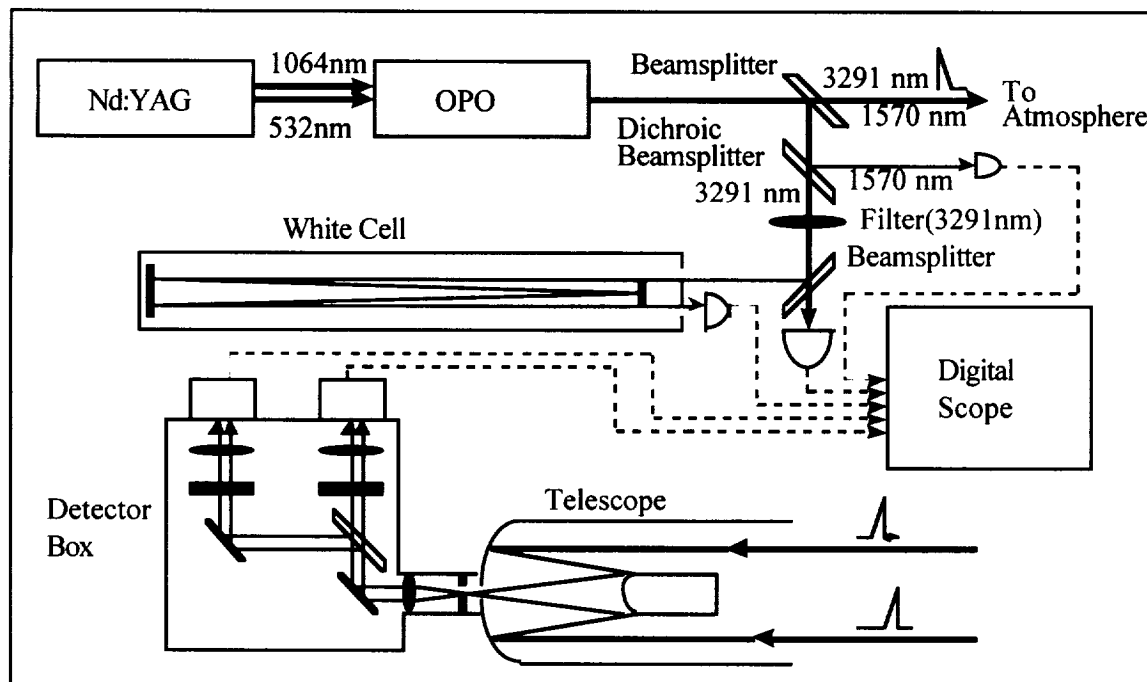 1064nm
Nd:YAG
532nm
OPO
Beamsplitter
3291 nm
1570 nm
To
Atmosphere
Dichroic
Beamsplitter
3291 nm
1570 nm
Filter(3291nm)
Beamsplitter
White Cell
Digital
Scope
Detector
Box
Telescope